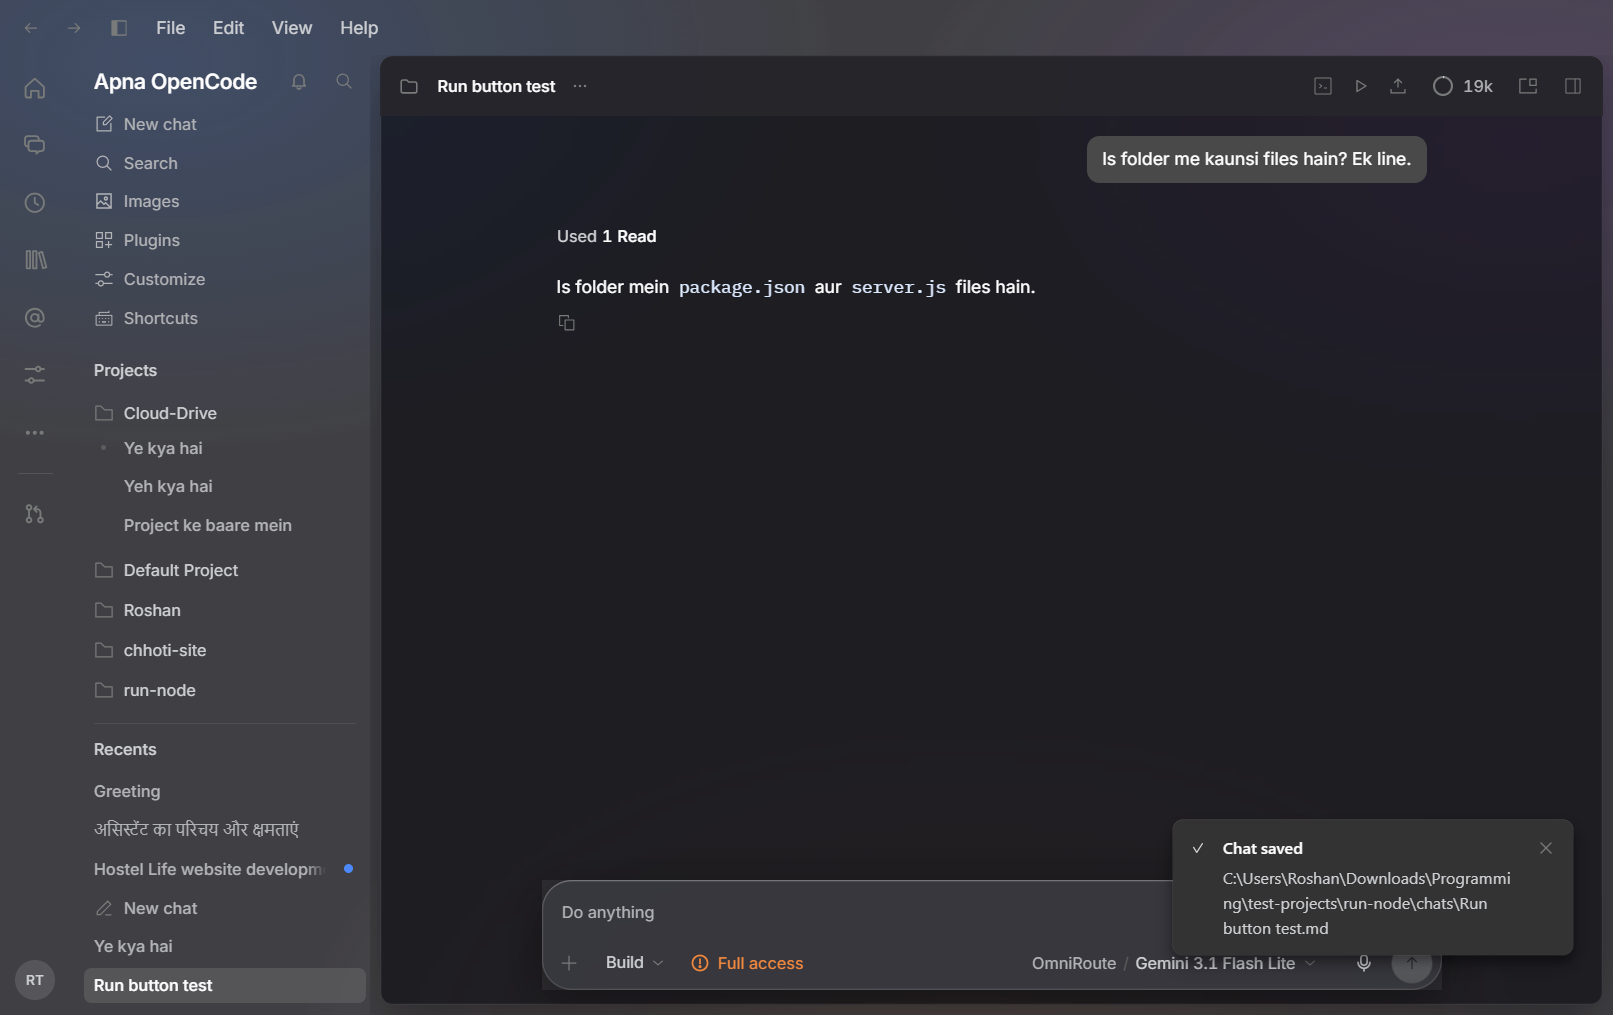 File Edit View Help
Apna OpenCode
New chat
Search
Images
Plugins
Customize
Shortcuts
Projects
Cloud-Drive
Ye kya hai
Yeh kya hai
Project ke baare mein
Default Project
Roshan
chhoti-site
run-node
Recents
Greeting
असिस्टेंट का परिचय और क्षमताएं
Hostel Life website developm
New chat
Ye kya hai
Run button test
RT
Run button test
19k
Is folder me kaunsi files hain? Ek line.
Used 1 Read
Is folder mein package.json aur server.js files hain.
Chat saved
C:\Users\Roshan\Downloads\Programmi
ng\test-projects\run-node\chats\Run
button test.md
Do anything
Build Full access OmniRoute / Gemini 3.1 Flash Lite